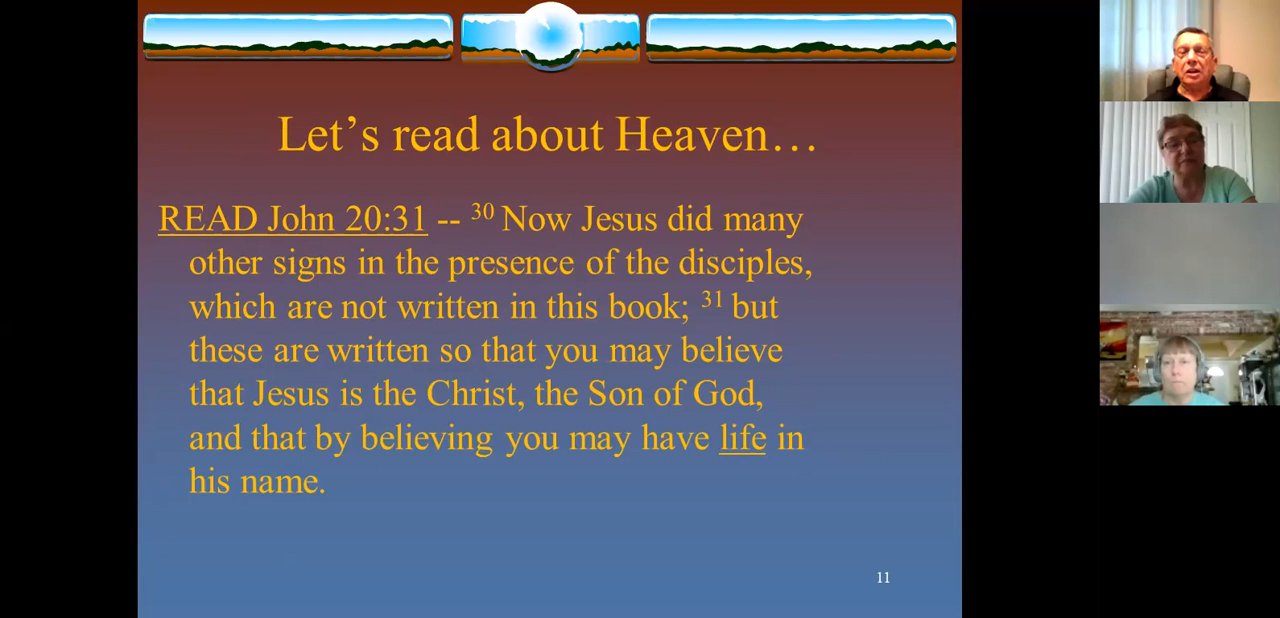 Let’s read about Heaven…
READ John 20:31 -- 30 Now Jesus did many
other signs in the presence of the disciples,
which are not written in this book; 31 but
these are written so that you may believe
that Jesus is the Christ, the Son of God,
and that by believing you may have life in
his name.
11